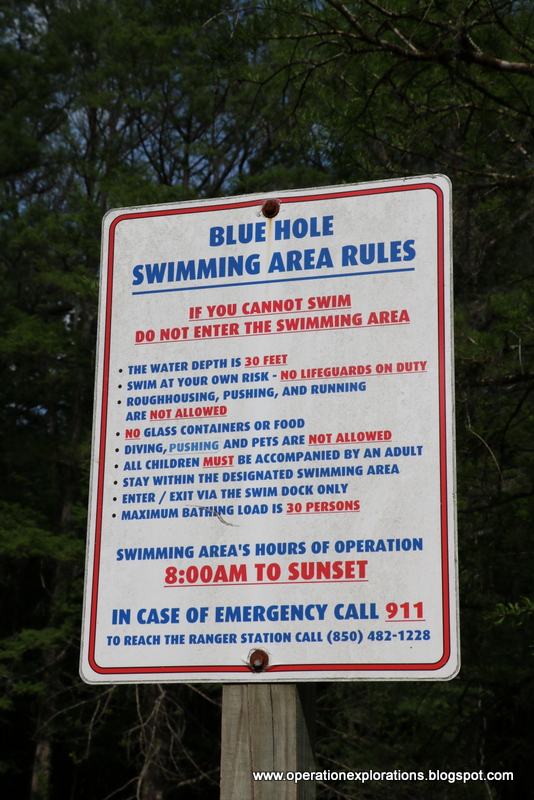 BLUE HOLE
SWIMMING AREA RULES
IF YOU CANNOT SWIM
DO NOT ENTER THE SWIMMING AREA
• THE WATER DEPTH IS 30 FEET
• SWIM AT YOUR OWN RISK - NO LIFEGUARDS ON DUTY
• ROUGHHOUSING, PUSHING, AND RUNNING
ARE NOT ALLOWED
• NO GLASS CONTAINERS OR FOOD
• DIVING, PUSHING AND PETS ARE NOT ALLOWED
• ALL CHILDREN MUST BE ACCOMPANIED BY AN ADULT
• STAY WITHIN THE DESIGNATED SWIMMING AREA
• ENTER / EXIT VIA THE SWIM DOCK ONLY
• MAXIMUM BATHING LOAD IS 30 PERSONS
SWIMMING AREA'S HOURS OF OPERATION
8:00AM TO SUNSET
IN CASE OF EMERGENCY CALL 911
TO REACH THE RANGER STATION CALL (850) 482-1228
www.operationexplorations.blogspot.com